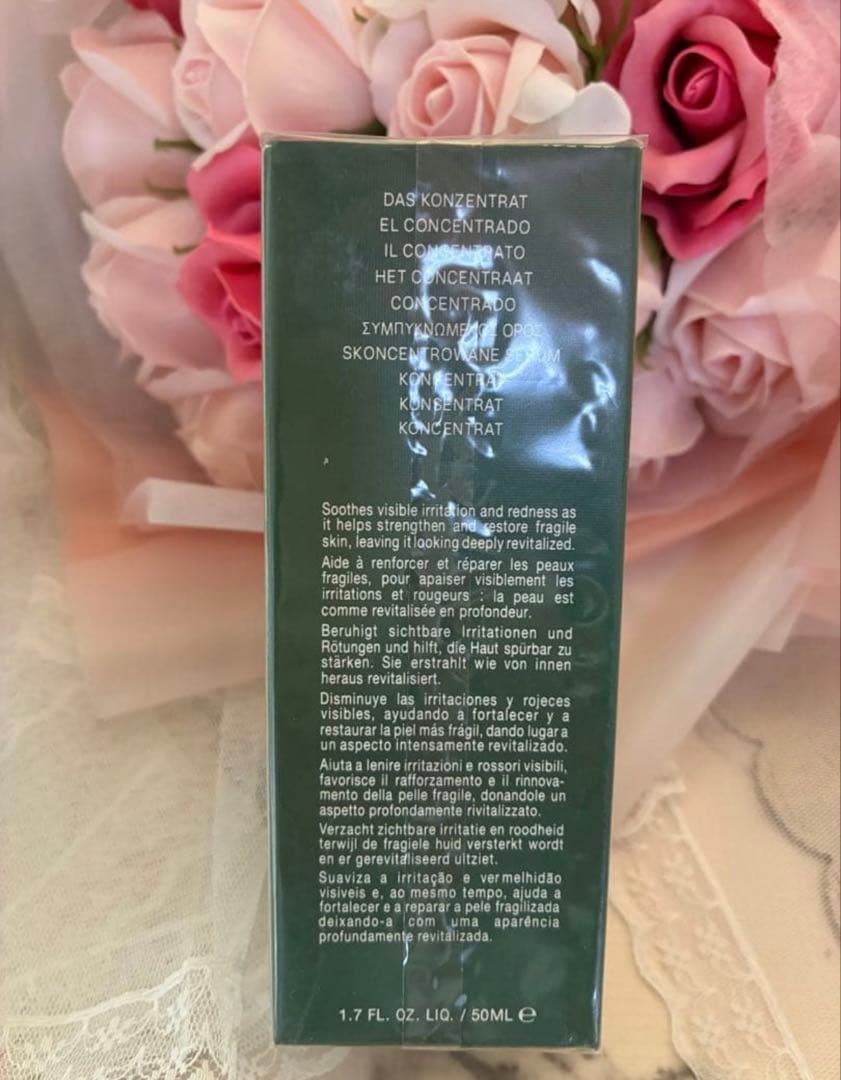 DAS KONZENTRAT
EL CONCENTRADO
IL CONCENTRATO
HET CONCENTRAAT
CONCENTRADO
ΣΥΜΠΥΚΝΩΜΕΝΟΣ ΟΡΟΣ
SKONCENTROWANE SERUM
KONCENTRAT
KONSENTRAT
KONCENTRAT
Soothes visible irritation and redness as
it helps strengthen and restore fragile
skin, leaving it looking deeply revitalized.
Aide à renforcer et réparer les peaux
fragiles, pour apaiser visiblement les
irritations et rougeurs : la peau est
comme revitalisée en profondeur.
Beruhigt sichtbare Irritationen und
Rötungen und hilft, die Haut spürbar zu
stärken. Sie erstrahlt wie von innen
heraus revitalisiert.
Disminuye las irritaciones y rojeces
visibles, ayudando a fortalecer y a
restaurar la piel más frágil, dando lugar a
un aspecto intensamente revitalizado.
Aiuta a lenire irritazioni e rossori visibili,
favorisce il rafforzamento e il rinnova-
mento della pelle fragile, donandole un
aspetto profondamente rivitalizzato.
Verzacht zichtbare irritatie en roodheid
terwijl de fragiele huid versterkt wordt
en er gerevitaliseerd uitziet.
Suaviza a irritação e vermelhidão
visíveis e, ao mesmo tempo, ajuda a
fortalecer e a reparar a pele fragilizada
deixando-a com uma aparência
profundamente revitalizada.
1.7 FL. OZ. LIQ. / 50ML ℮